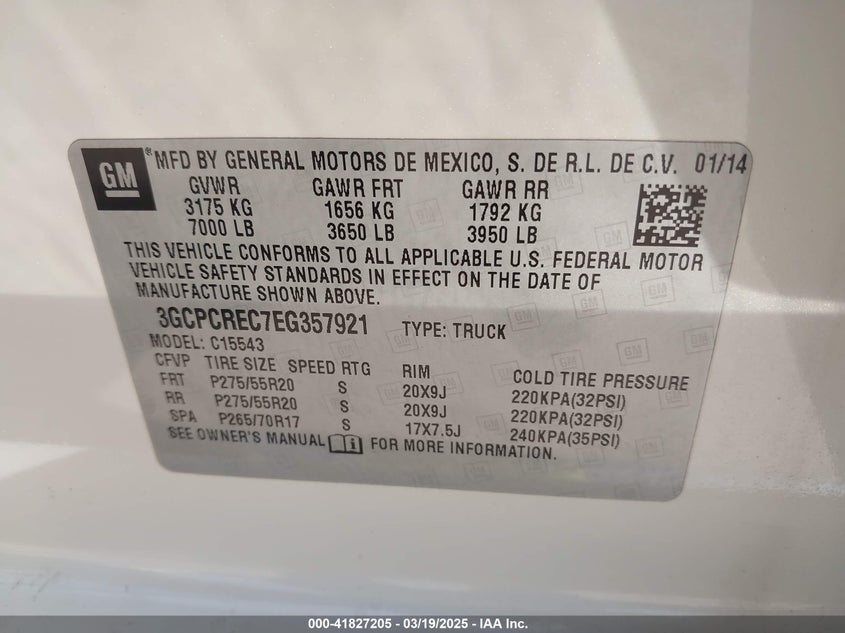 GM ® MFD BY GENERAL MOTORS DE MEXICO, S. DE R.L. DE C.V. 01/14
GVWR GAWR FRT GAWR RR
3175 KG 1656 KG 1792 KG
7000 LB 3650 LB 3950 LB
THIS VEHICLE CONFORMS TO ALL APPLICABLE U.S. FEDERAL MOTOR
VEHICLE SAFETY STANDARDS IN EFFECT ON THE DATE OF
MANUFACTURE SHOWN ABOVE.
3GCPCREC7EG357921 TYPE: TRUCK
MODEL: C15543
CFVP TIRE SIZE SPEED RTG RIM COLD TIRE PRESSURE
FRT P275/55R20 S 20X9J 220KPA(32PSI)
RR P275/55R20 S 20X9J 220KPA(32PSI)
SPA P265/70R17 S 17X7.5J 240KPA(35PSI)
SEE OWNER'S MANUAL FOR MORE INFORMATION.
000-41827205 - 03/19/2025 - IAA Inc.